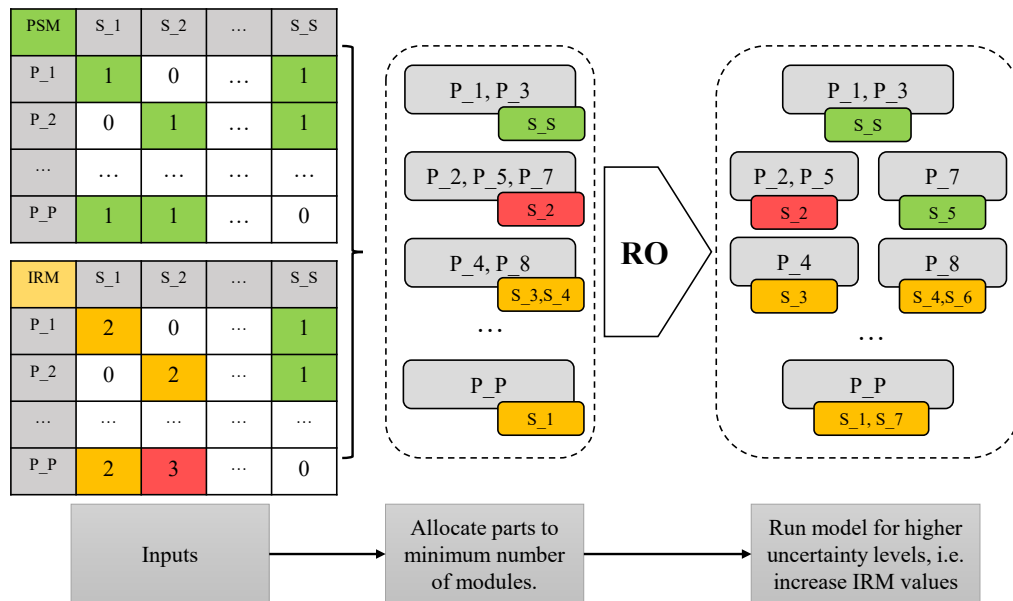 PSM S_1 S_2 … S_S
P_1 1 0 … 1
P_2 0 1 … 1
… … … … …
P_P 1 1 … 0
IRM S_1 S_2 … S_S
P_1 2 0 … 1
P_2 0 2 … 1
… … … … …
P_P 2 3 … 0
P_1, P_3
S_S
P_2, P_5, P_7
S_2
P_4, P_8
S_3,S_4
…
P_P
S_1
RO
P_1, P_3
S_S
P_2, P_5
S_2
P_7
S_5
P_4
S_3
P_8
S_4,S_6
…
P_P
S_1, S_7
Inputs
Allocate parts to
minimum number
of modules.
Run model for higher
uncertainty levels, i.e.
increase IRM values